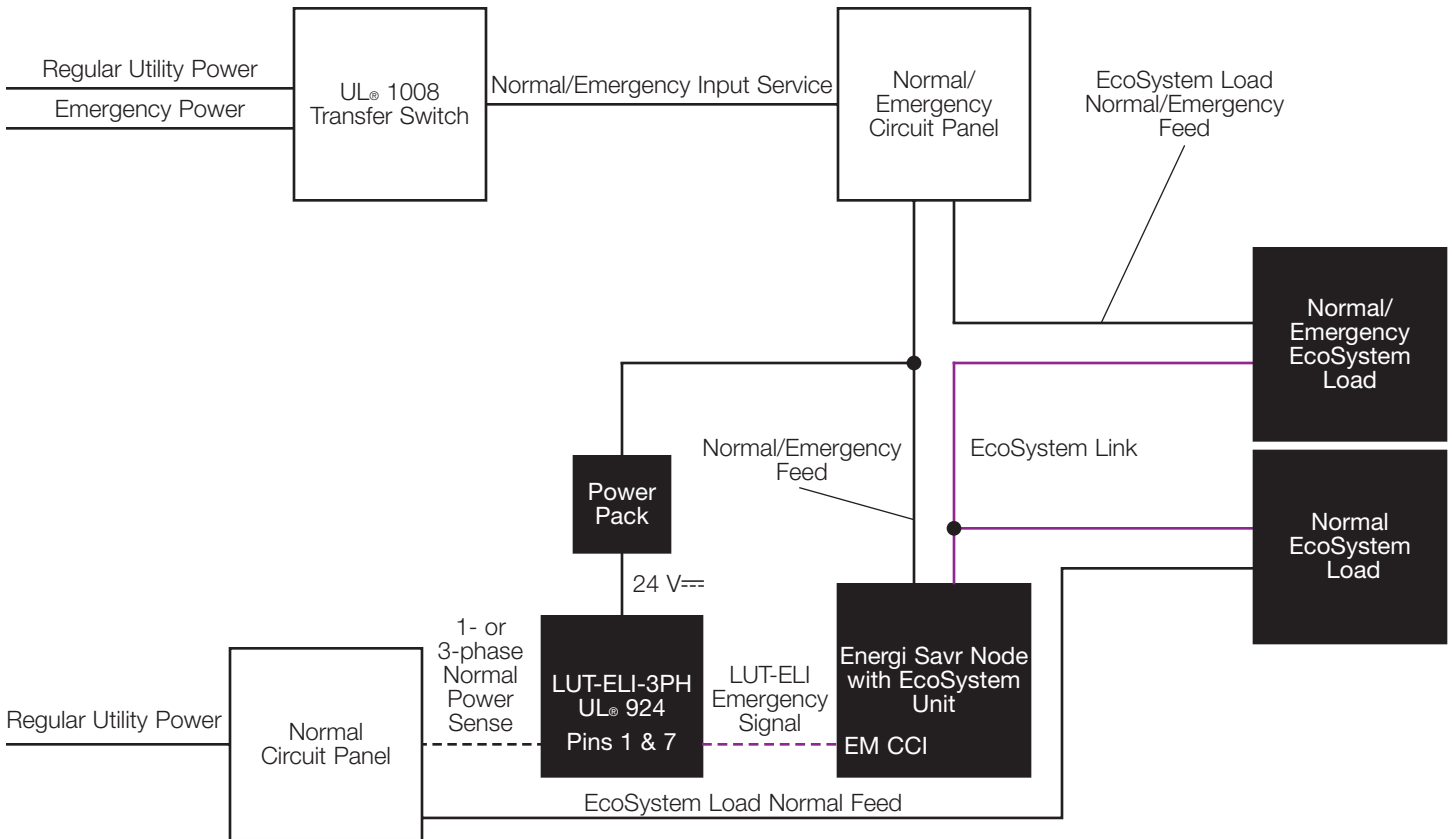 Regular Utility Power
Emergency Power
UL® 1008
Transfer Switch
Normal/Emergency Input Service
Normal/
Emergency
Circuit Panel
EcoSystem Load
Normal/Emergency
Feed
Normal/
Emergency
EcoSystem
Load
Normal/Emergency
Feed
EcoSystem Link
Power
Pack
Normal
EcoSystem
Load
24 V⎓
1- or
3-phase
Normal
Power
Sense
LUT-ELI-3PH
UL® 924
Pins 1 & 7
LUT-ELI
Emergency
Signal
Energi Savr Node
with EcoSystem
Unit
EM CCI
Regular Utility Power
Normal
Circuit Panel
EcoSystem Load Normal Feed